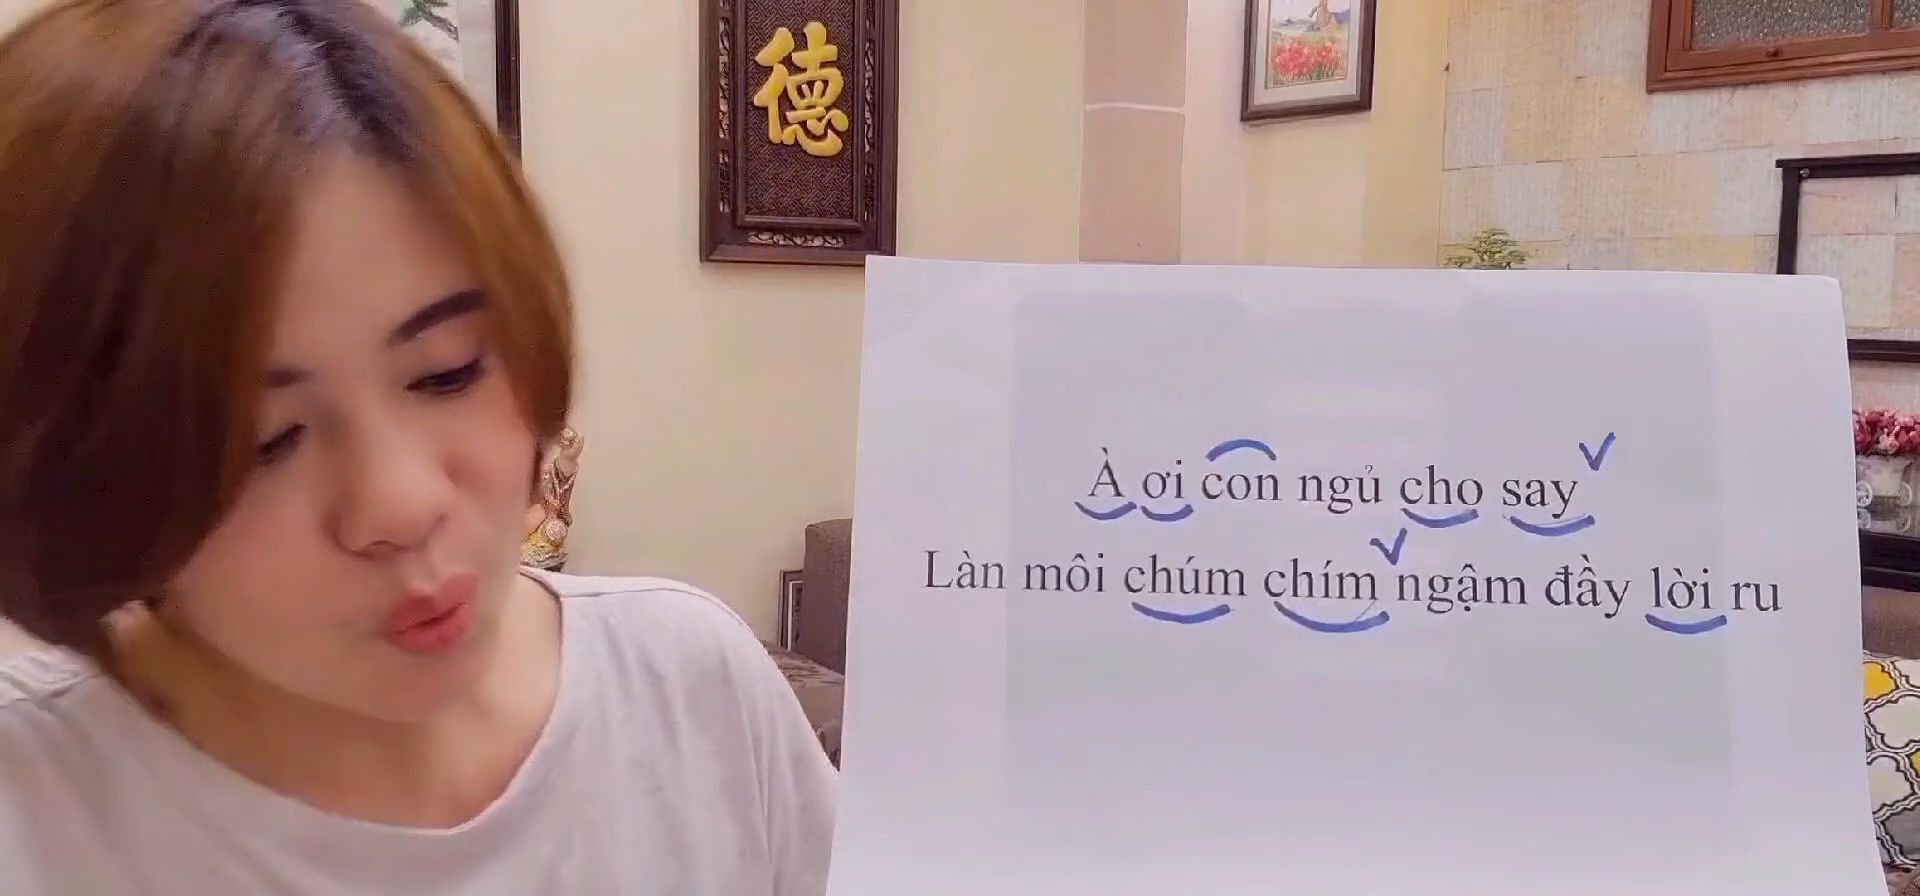 德
À ơi con ngủ cho say
Làn môi chúm chím ngậm đầy lời ru